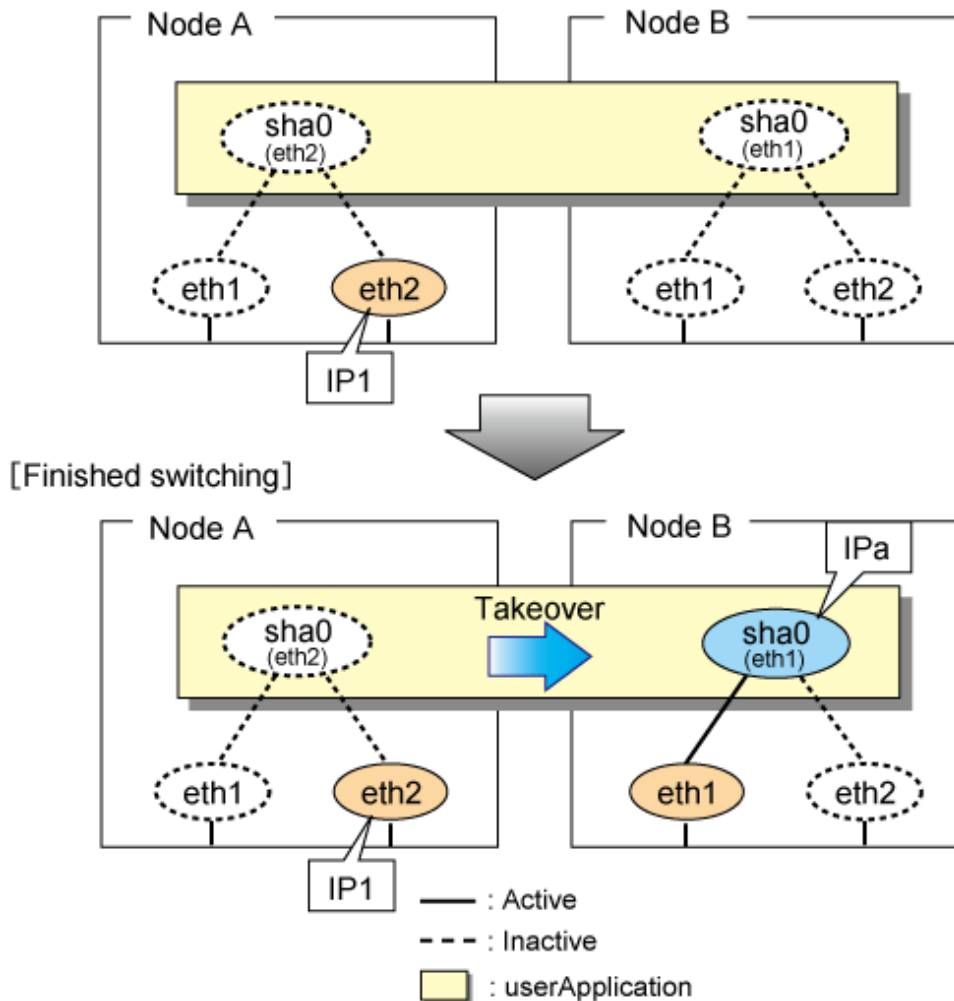 Node A
Node B
sha0
(eth2)
sha0
(eth1)
eth1
eth2
eth1
eth2
IP1
[Finished switching]
Node A
Node B
IPa
Takeover
sha0
(eth2)
sha0
(eth1)
eth1
eth2
eth1
eth2
IP1
: Active
: Inactive
: userApplication